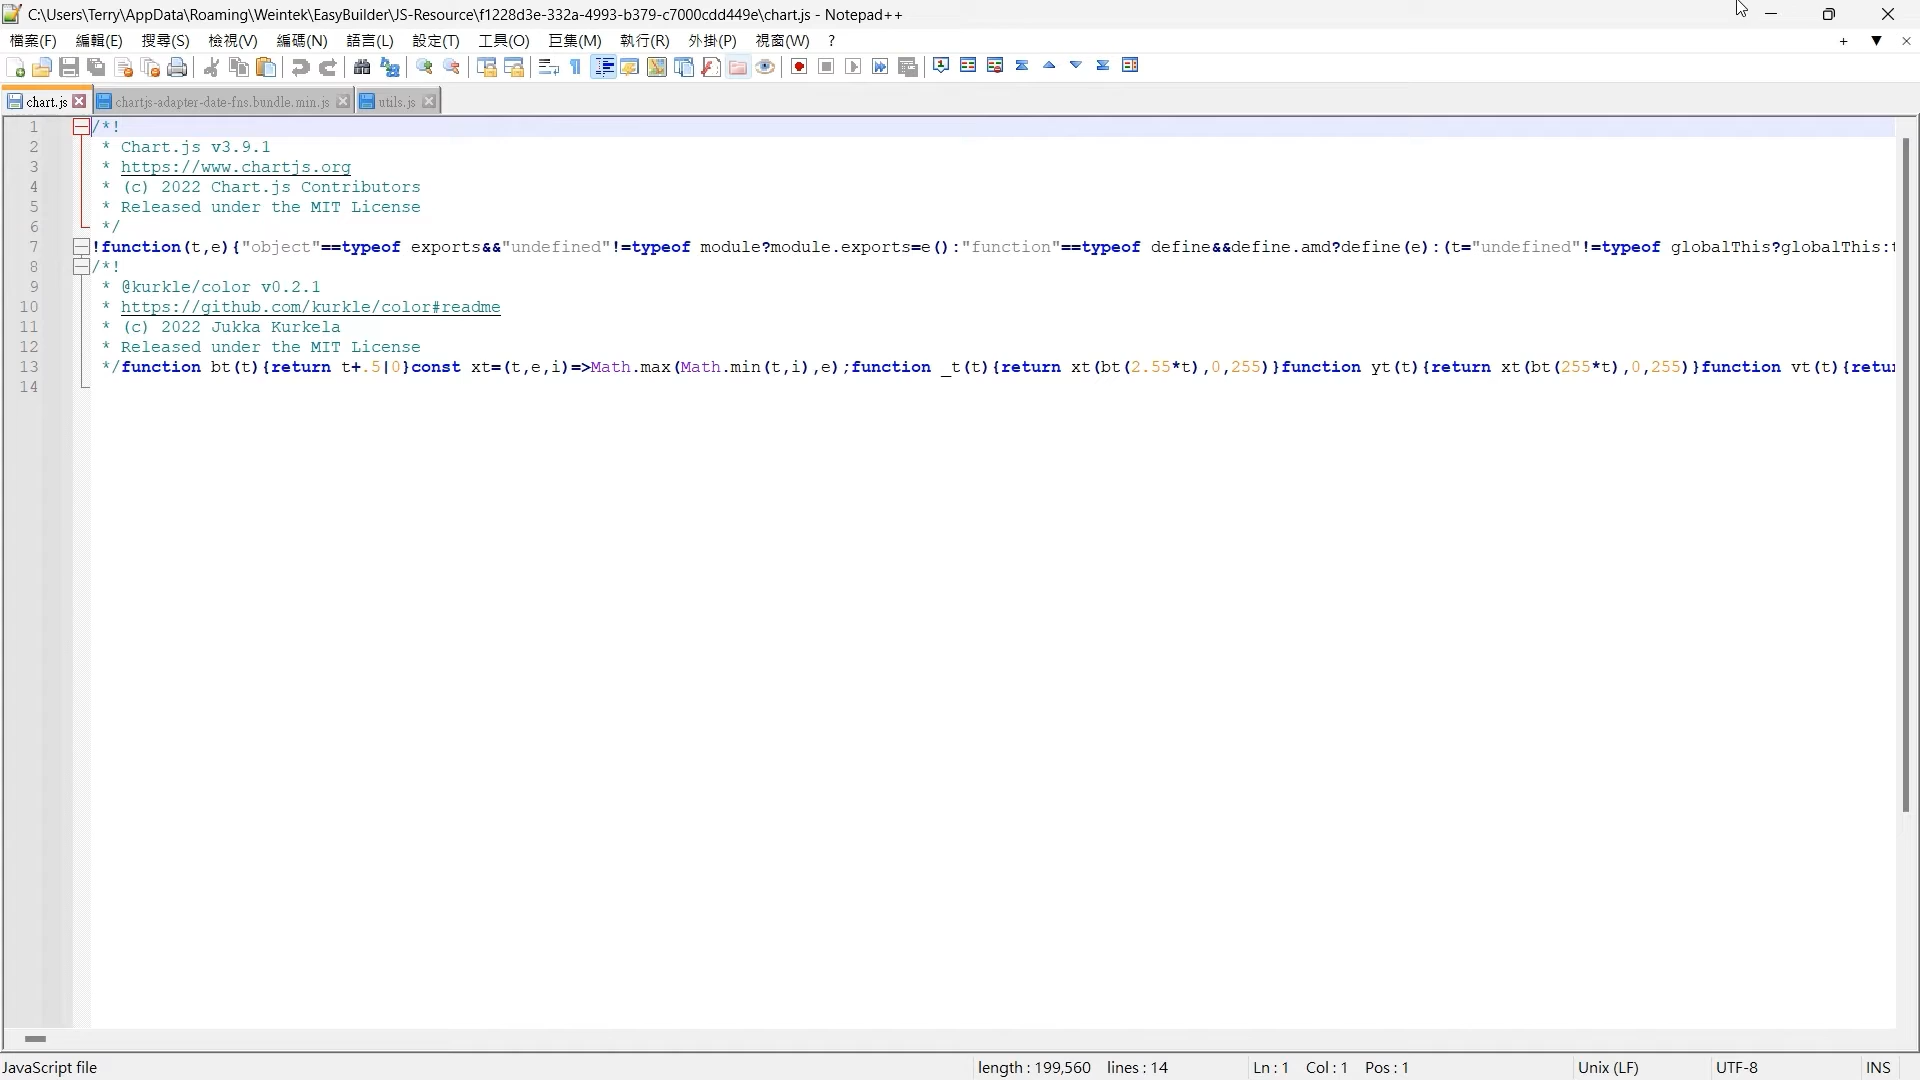 C:\Users\Terry\AppData\Roaming\Weintek\EasyBuilder\JS-Resource\f1228d3e-332a-4993-b379-c7000cdd449e\chart.js - Notepad++
檔案(F) 編輯(E) 搜尋(S) 檢視(V) 編碼(N) 語言(L) 設定(T) 工具(O) 巨集(M) 執行(R) 外掛(P) 視窗(W) ? + ▼ ×
chart.js chartjs-adapter-date-fns.bundle.min.js utils.js
1 /*!
2 * Chart.js v3.9.1
3 * https://www.chartjs.org
4 * (c) 2022 Chart.js Contributors
5 * Released under the MIT License
6 */
7 !function(t,e){"object"==typeof exports&&"undefined"!=typeof module?module.exports=e():"function"==typeof define&&define.amd?define(e):(t="undefined"!=typeof globalThis?globalThis:t
8 /*!
9 * @kurkle/color v0.2.1
10 * https://github.com/kurkle/color#readme
11 * (c) 2022 Jukka Kurkela
12 * Released under the MIT License
13 */function bt(t){return t+.5|0}const xt=(t,e,i)=>Math.max(Math.min(t,i),e);function _t(t){return xt(bt(2.55*t),0,255)}function yt(t){return xt(bt(255*t),0,255)}function vt(t){retu
14
JavaScript file length : 199,560 lines : 14 Ln : 1 Col : 1 Pos : 1 Unix (LF) UTF-8 INS